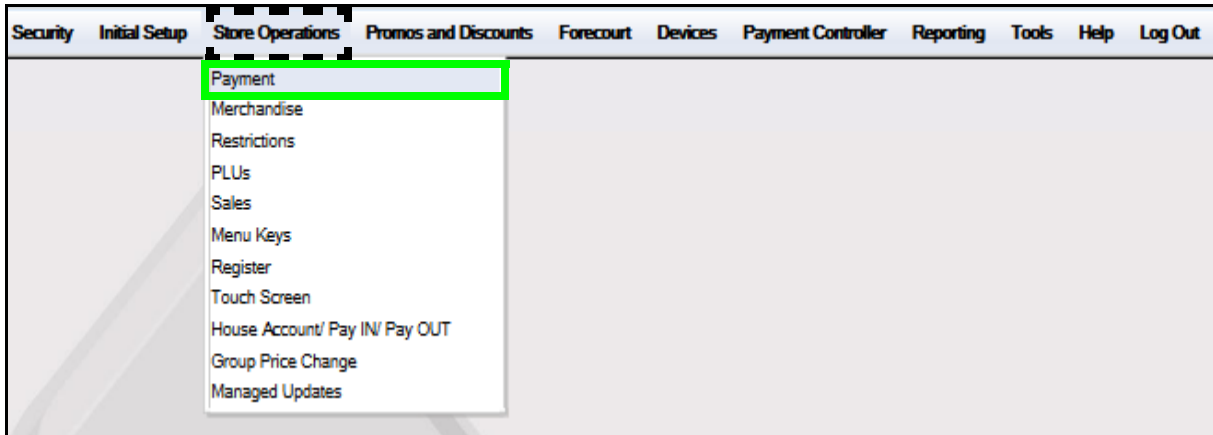 Security Initial Setup Store Operations Promos and Discounts Forecourt Devices Payment Controller Reporting Tools Help Log Out
Payment
Merchandise
Restrictions
PLUs
Sales
Menu Keys
Register
Touch Screen
House Account/ Pay IN/ Pay OUT
Group Price Change
Managed Updates